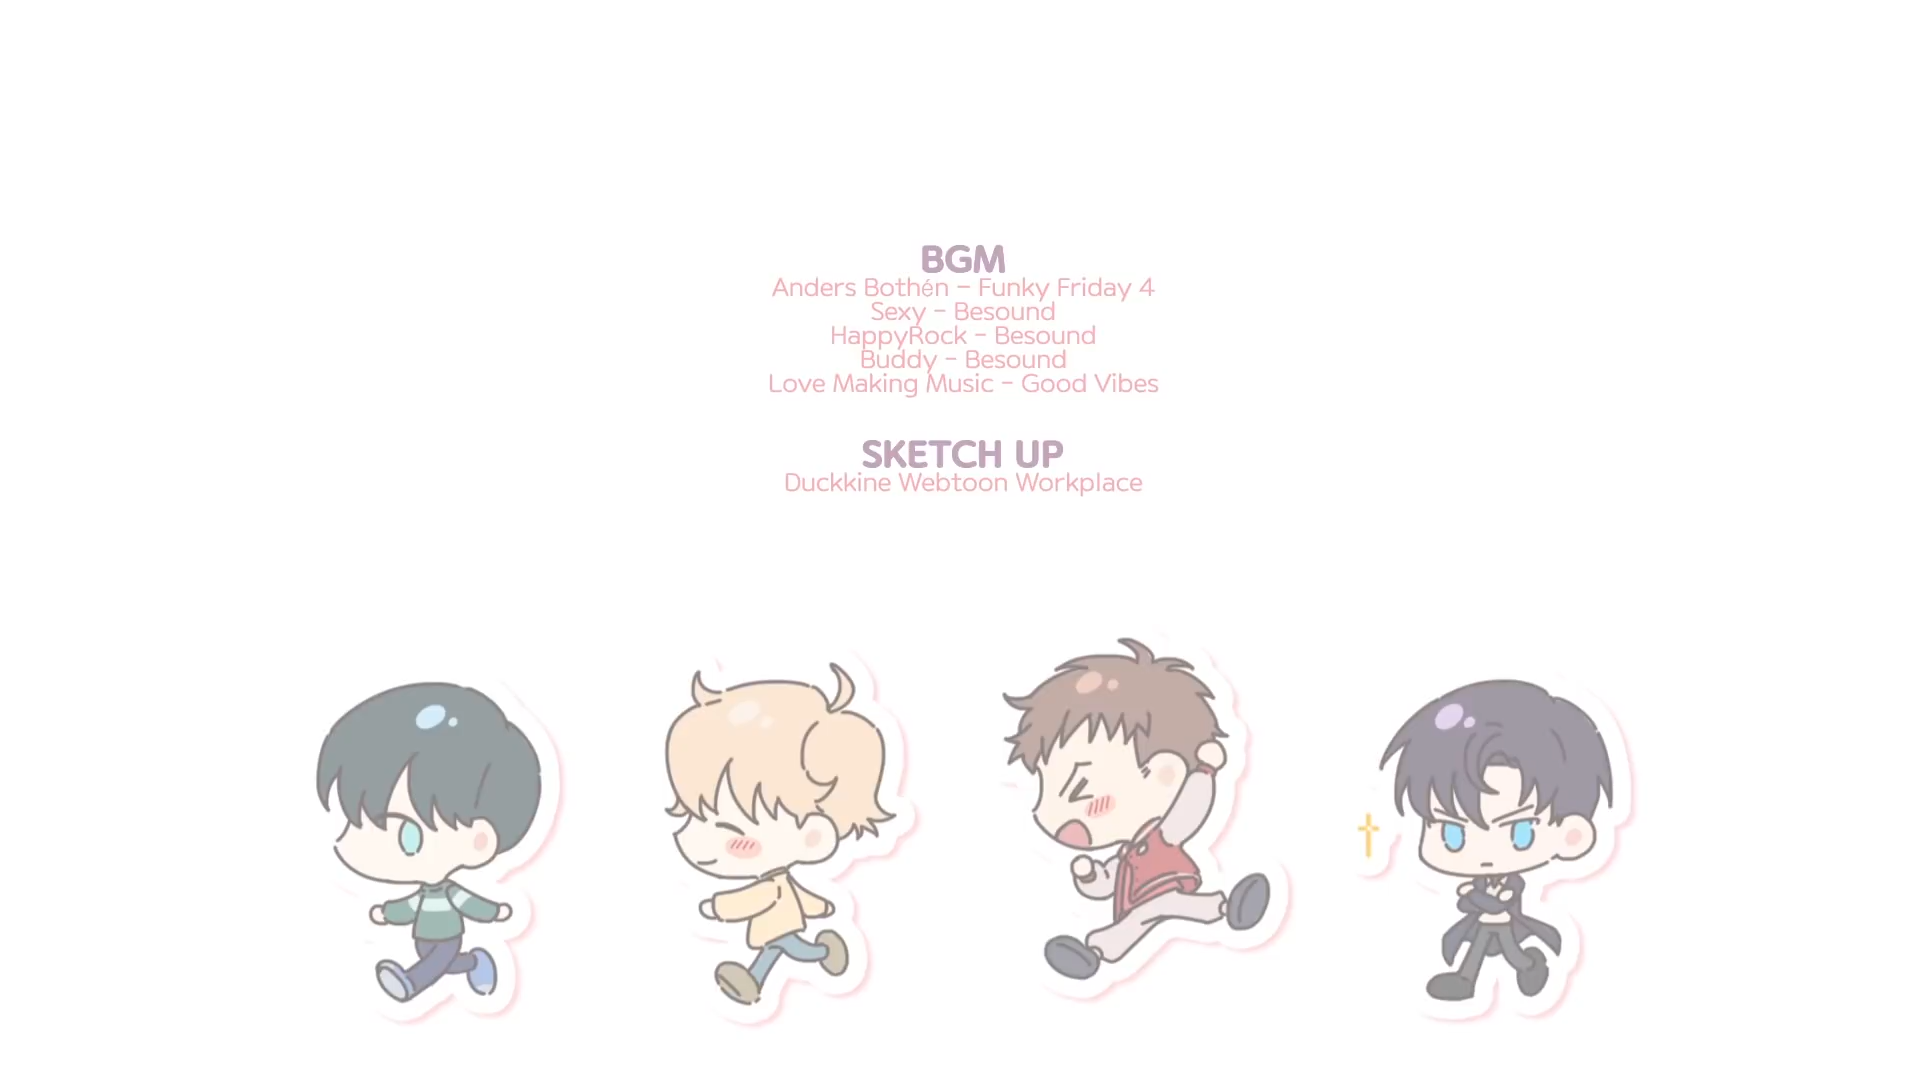 BGM
Anders Bothén – Funky Friday 4
Sexy - Besound
HappyRock - Besound
Buddy - Besound
Love Making Music - Good Vibes
SKETCH UP
Duckkine Webtoon Workplace